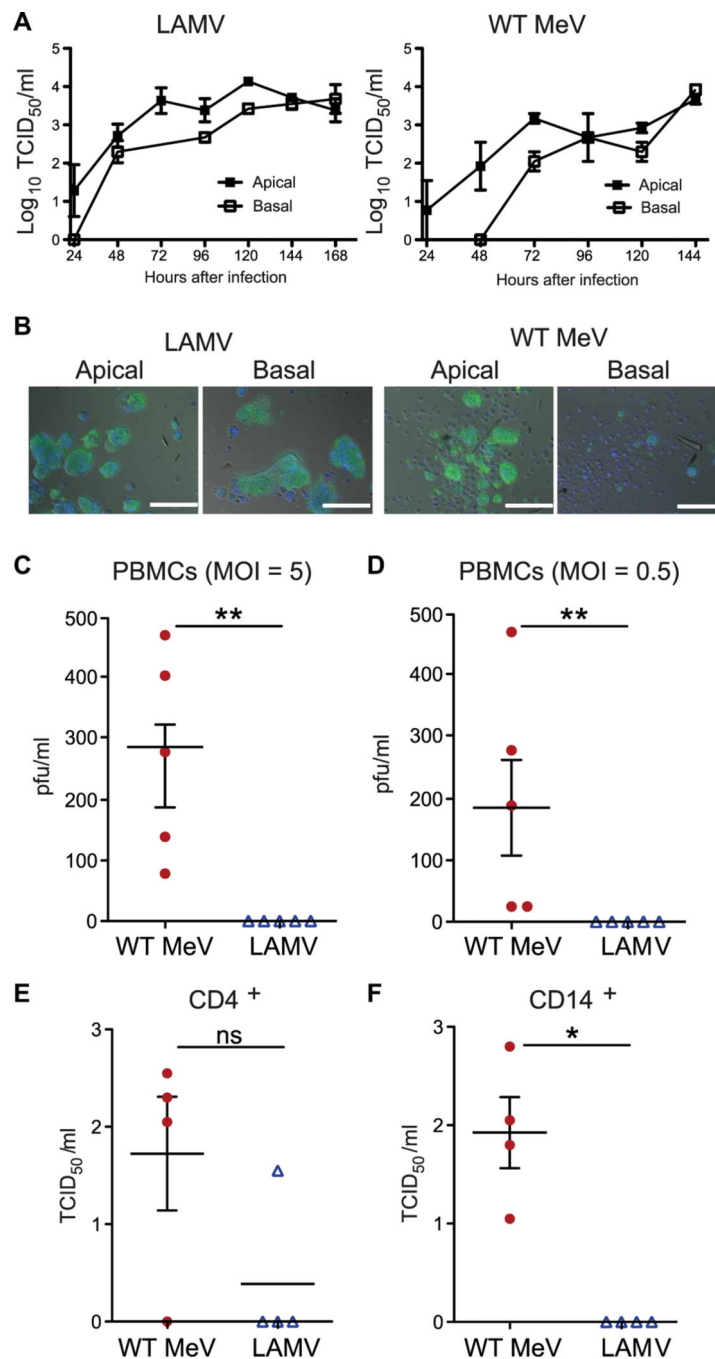 A
LAMV
WT MeV
Log10 TCID50/ml
5
4
3
2
1
0
Apical
Basal
24 48 72 96 120 144 168
Hours after infection
Log10 TCID50/ml
5
4
3
2
1
0
Apical
Basal
24 48 72 96 120 144
Hours after infection
B
LAMV
WT MeV
Apical Basal Apical Basal
C
PBMCs (MOI = 5)
**
pfu/ml
500
400
300
200
100
0
WT MeV LAMV
D
PBMCs (MOI = 0.5)
**
pfu/ml
500
400
300
200
100
0
WT MeV LAMV
E
CD4 +
ns
TCID50/ml
3
2
1
0
WT MeV LAMV
F
CD14 +
*
TCID50/ml
3
2
1
0
WT MeV LAMV